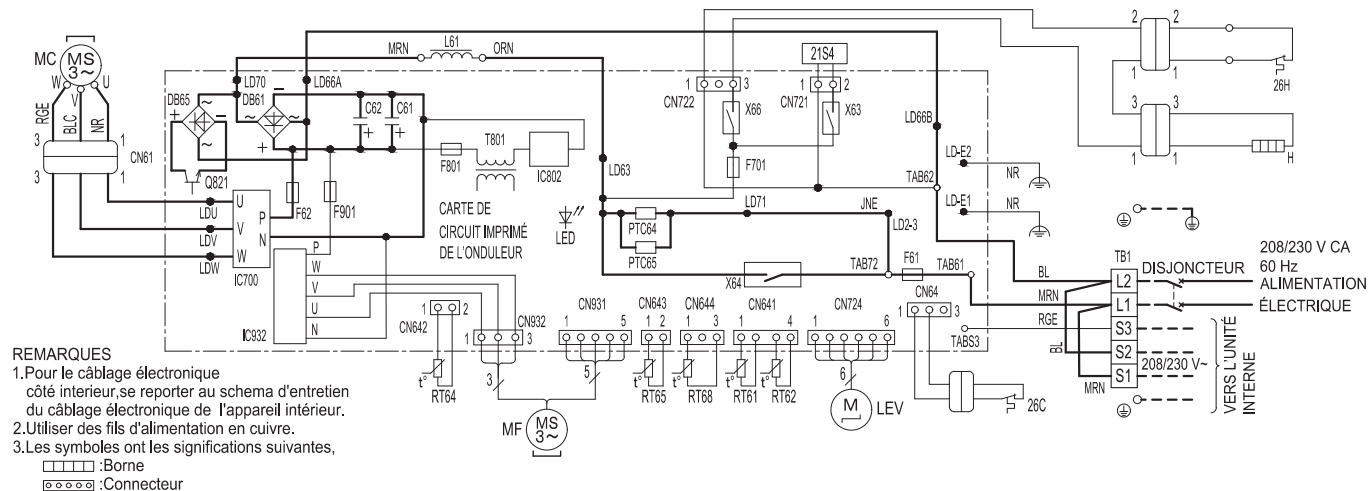 MC
MS
3~
W
V
U
RGE
BLC
NR
3
1
CN61
3
1
MRN
L61
ORN
LD70
LD66A
DB65
DB61
~
~
+
−
~
~
−
+
C62
C61
+
+
Q821
F62
F901
F801
T801
IC802
LDU
LDV
LDW
U
V
W
P
N
IC700
P
W
V
U
N
IC932
CARTE DE
CIRCUIT IMPRIMÉ
DE L'ONDULEUR
LED
LD63
PTC64
PTC65
LD71
JNE
LD2-3
X64
TAB72
F61
TAB61
1
3
CN722
X66
F701
21S4
1
2
CN721
X63
LD66B
TAB62
LD-E2
NR
LD-E1
NR
2
2
1
1
26H
3
3
1
1
H
CN642
1
2
t°
RT64
CN932
1
3
3
CN931
1
5
5
MF
MS
3~
CN643
1
2
t°
RT65
CN644
1
3
t°
RT68
CN641
1
4
t°
RT61
t°
RT62
CN724
1
6
6
M
LEV
CN64
1
3
TABS3
26C
BL
MRN
RGE
BL
MRN
TB1
L2
L1
S3
S2
S1
DISJONCTEUR
208/230 V CA
60 Hz
ALIMENTATION
ÉLECTRIQUE
208/230 V~
VERS L'UNITÉ
INTERNE
REMARQUES
1.Pour le câblage électronique
côté interieur,se reporter au schema d'entretien
du câblage électronique de l'appareil intérieur.
2.Utiliser des fils d'alimentation en cuivre.
3.Les symboles ont les significations suivantes,
:Borne
:Connecteur